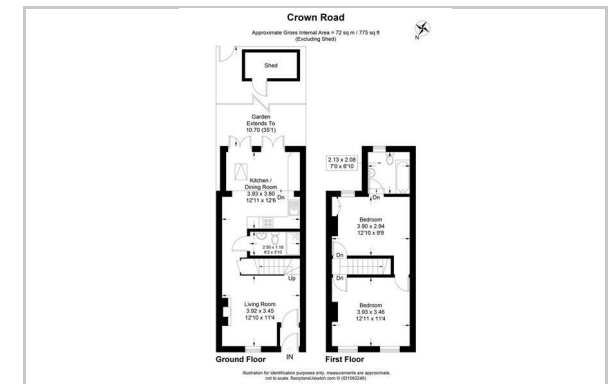 Crown Road
Approximate Gross Internal Area = 72 sq m / 775 sq ft
(Excluding Shed)
N
Shed
Garden
Extends To
10.70 (35'1)
2.13 x 2.08
7'0 x 6'10
Kitchen /
Dining Room
3.93 x 3.80
12'11 x 12'6
Dn
Dn
Bedroom
3.90 x 2.94
12'10 x 9'8
2.50 x 1.18
8'2 x 3'10
Dn
Up
Dn
Living Room
3.92 x 3.45
12'10 x 11'4
Bedroom
3.93 x 3.46
12'11 x 11'4
Ground Floor
IN
First Floor
Illustration for identification purposes only, measurements are approximate,
not to scale. floorplansUsketch.com © (ID1082246)